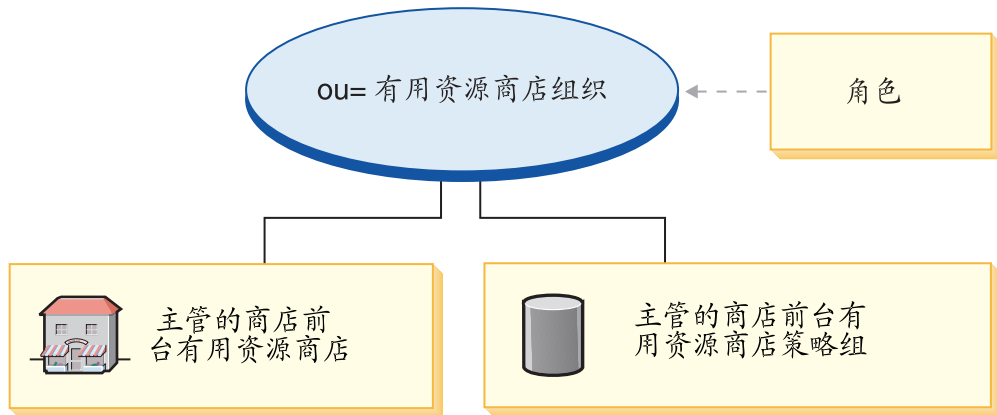 ou= 有用资源商店组织
角色
主管的商店前
台有用资源商店
主管的商店前台有
用资源商店策略组